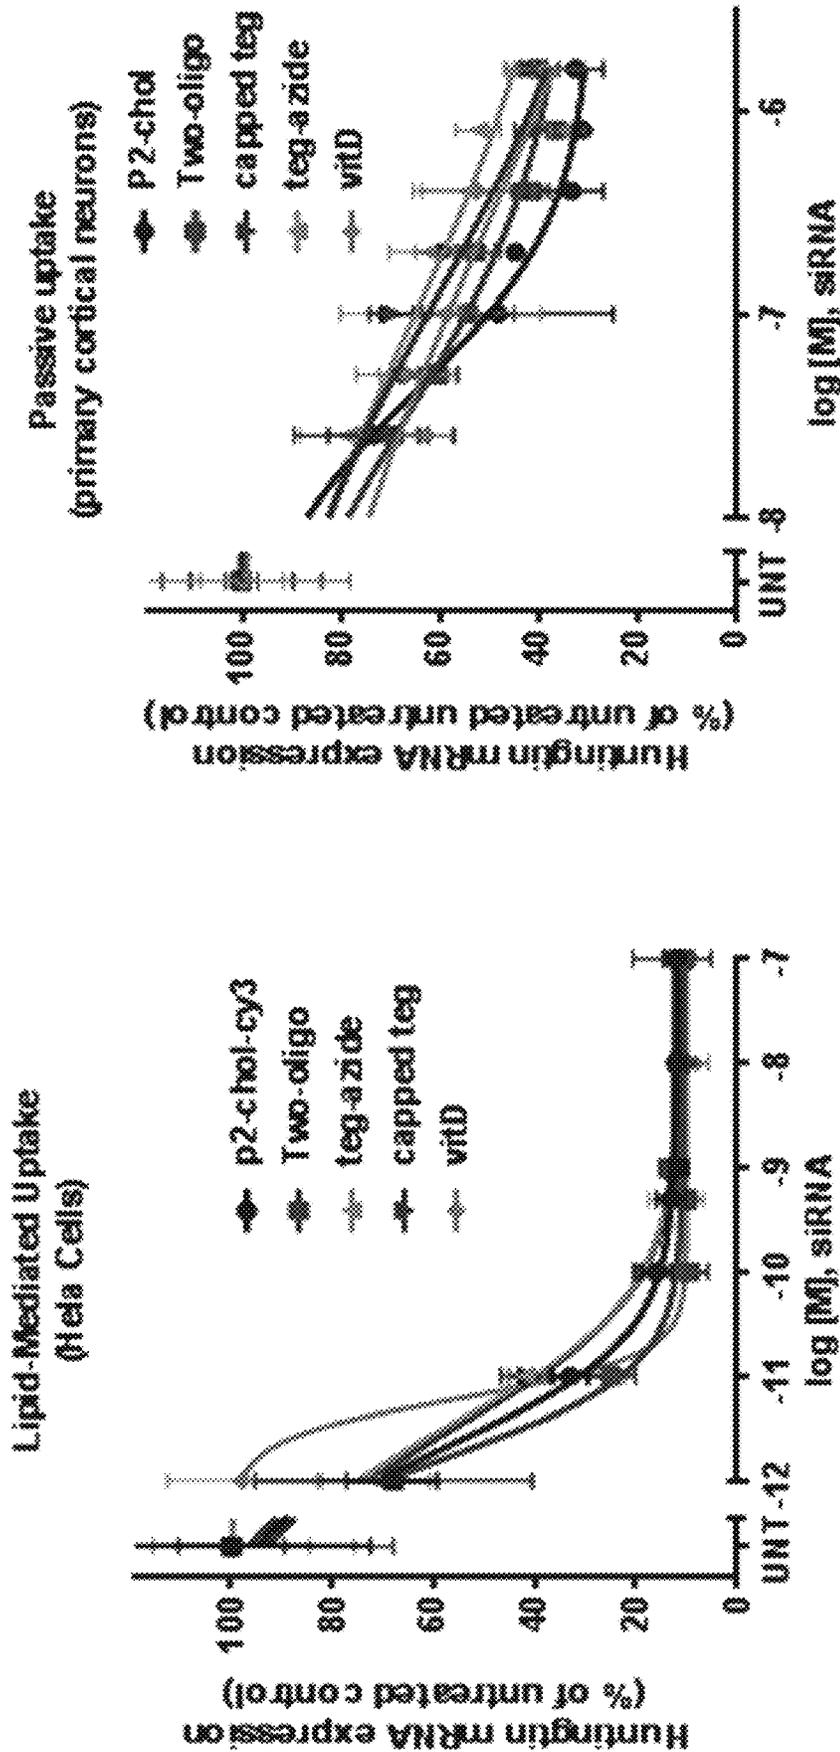 Lipid-Mediated Uptake
(Hela Cells)
Huntingtin mRNA expression
(% of untreated control)
100
80
60
40
20
0
p2-chol-cy3
Two-oligo
teg-azide
capped teg
vitD
UNT
-12
-11
-10
-9
-8
-7
log [M], siRNA
Passive uptake
(primary cortical neurons)
Huntingtin mRNA expression
(% of untreated untreated control)
100
80
60
40
20
0
P2-chol
Two-oligo
capped teg
teg-azide
vitD
UNT
-8
-7
-6
log [M], siRNA